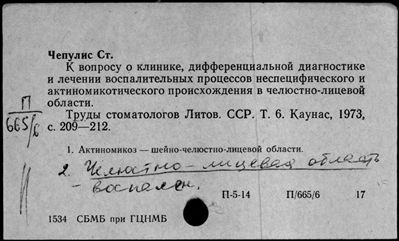 Чепулис Ст.
К вопросу о клинике, дифференциальной диагностике
и лечении воспалительных процессов неспецифического и
актиномикотического происхождения в челюстно-лицевой
области.
Труды стоматологов Литов. ССР. Т. 6. Каунас, 1973,
с. 209—212.
П
665/6
1. Актиномикоз — шейно-челюстно-лицевой области.
2. Челюстно-лицевая область
- воспален.
П-5-14 П/665/6 17
1534 СБМБ при ГЦНМБ